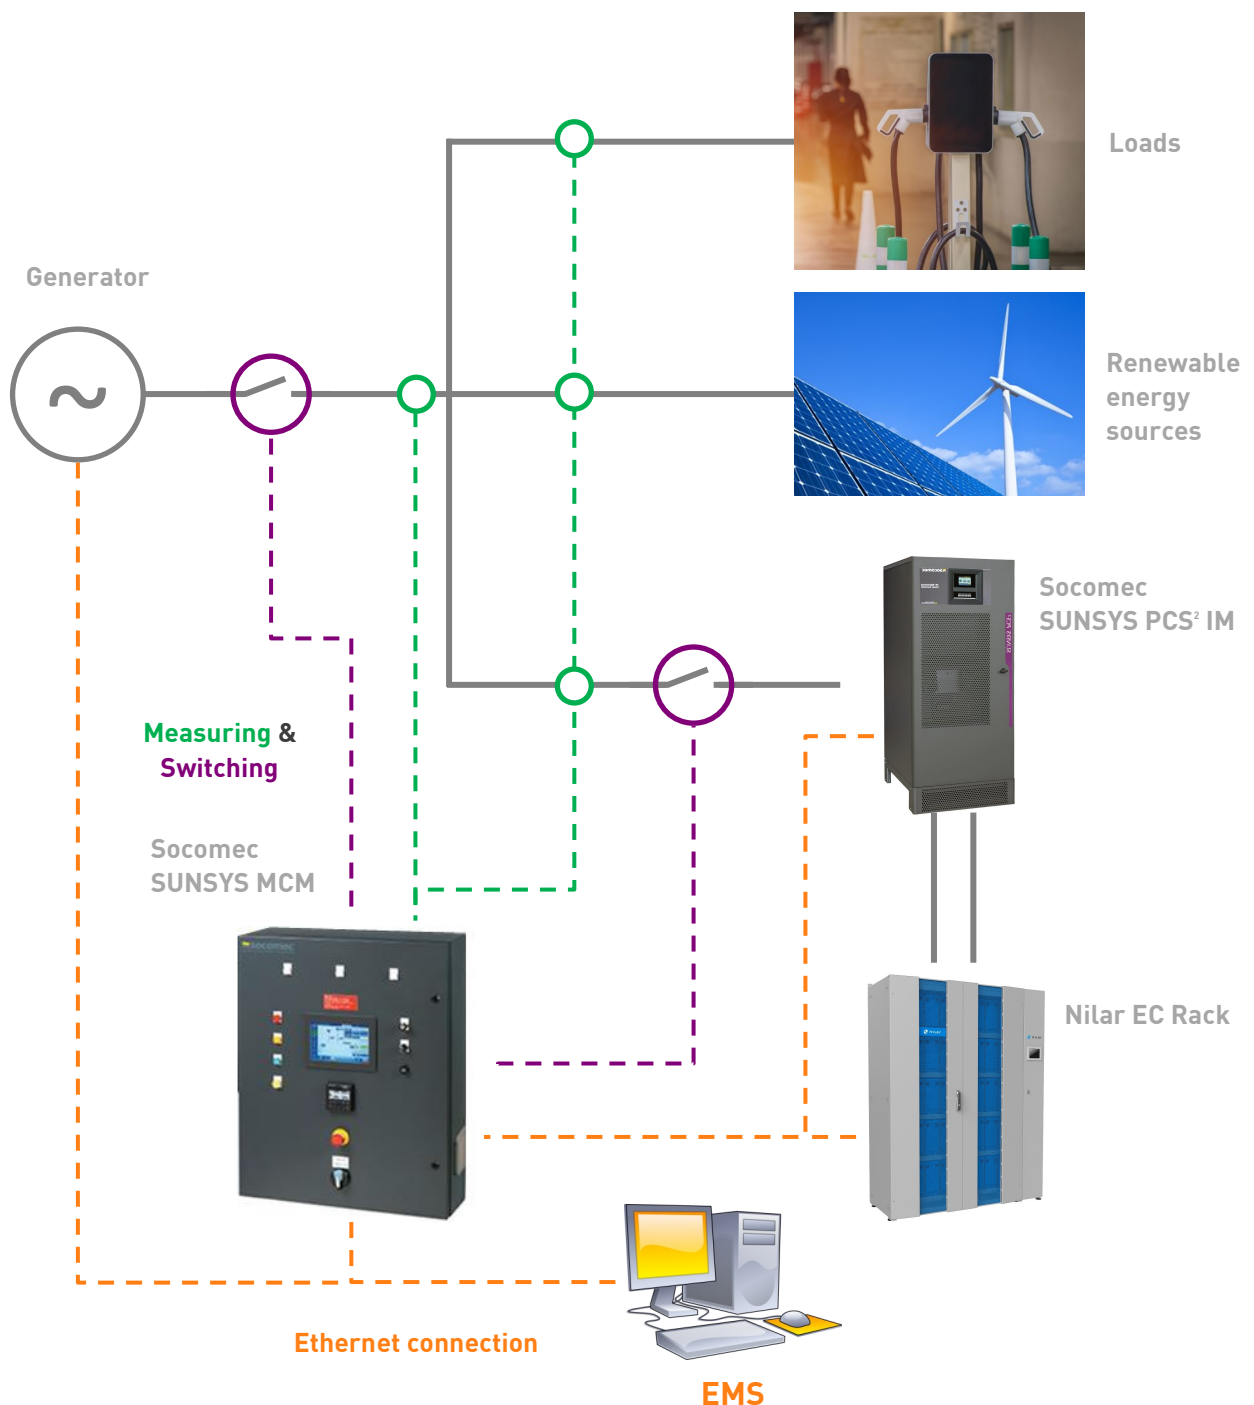 Loads
Generator
Renewable
energy
sources
Socomec
SUNSYS PCS² IM
Measuring &
Switching
Socomec
SUNSYS MCM
socomec
Nilar EC Rack
Ethernet connection
EMS